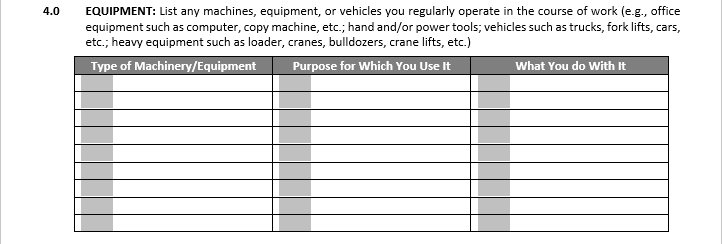 4.0 EQUIPMENT: List any machines, equipment, or vehicles you regularly operate in the course of work (e.g., office
equipment such as computer, copy machine, etc.; hand and/or power tools; vehicles such as trucks, fork lifts, cars,
etc.; heavy equipment such as loader, cranes, bulldozers, crane lifts, etc.)
Type of Machinery/Equipment Purpose for Which You Use It What You do With It